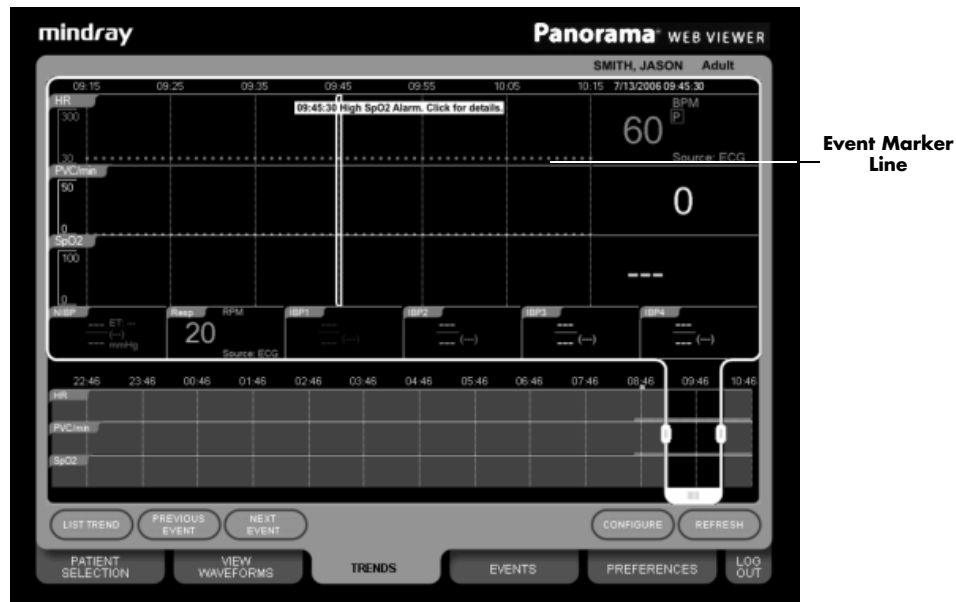 mindray
Panorama WEB VIEWER
SMITH, JASON Adult
09:15 09:25 09:35 09:45 09:55 10:05 10:15 7/13/2006 09:45:30
HR
300
30
09:45:30 High SpO2 Alarm. Click for details.
BPM
P
60
Source: ECG
Event Marker
Line
PVC/min
50
0
0
SpO2
100
0
---
NIBP
--- ET: ---
--- (---)
--- mmHg
Resp RPM
20
Source: ECG
IBP1
---
--- (---)
IBP2
---
--- (---)
IBP3
---
--- (---)
IBP4
---
--- (---)
22:46 23:46 00:46 01:46 02:46 03:46 04:46 05:46 06:46 07:46 08:46 09:46 10:46
HR
PVC/min
SpO2
LIST TREND
PREVIOUS
EVENT
NEXT
EVENT
CONFIGURE
REFRESH
PATIENT
SELECTION
VIEW
WAVEFORMS
TRENDS
EVENTS
PREFERENCES
LOG
OUT